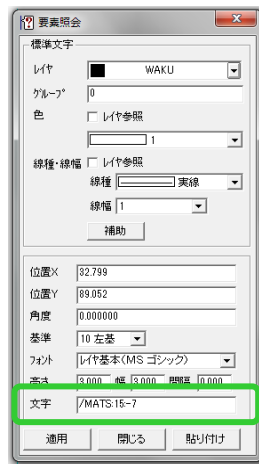 要素照会
標準文字
レイヤ WAKU
グループ 0
色 レイヤ参照
1
線種・線幅 レイヤ参照
線種 実線
線幅 1
補助
位置X 32.799
位置Y 89.052
角度 0.000000
基準 10 左基
フォント レイヤ基本(MS ゴシック)
高さ 3.000 幅 3.000 間隔 0.000
文字 /MATS:15:-7
適用 閉じる 貼り付け